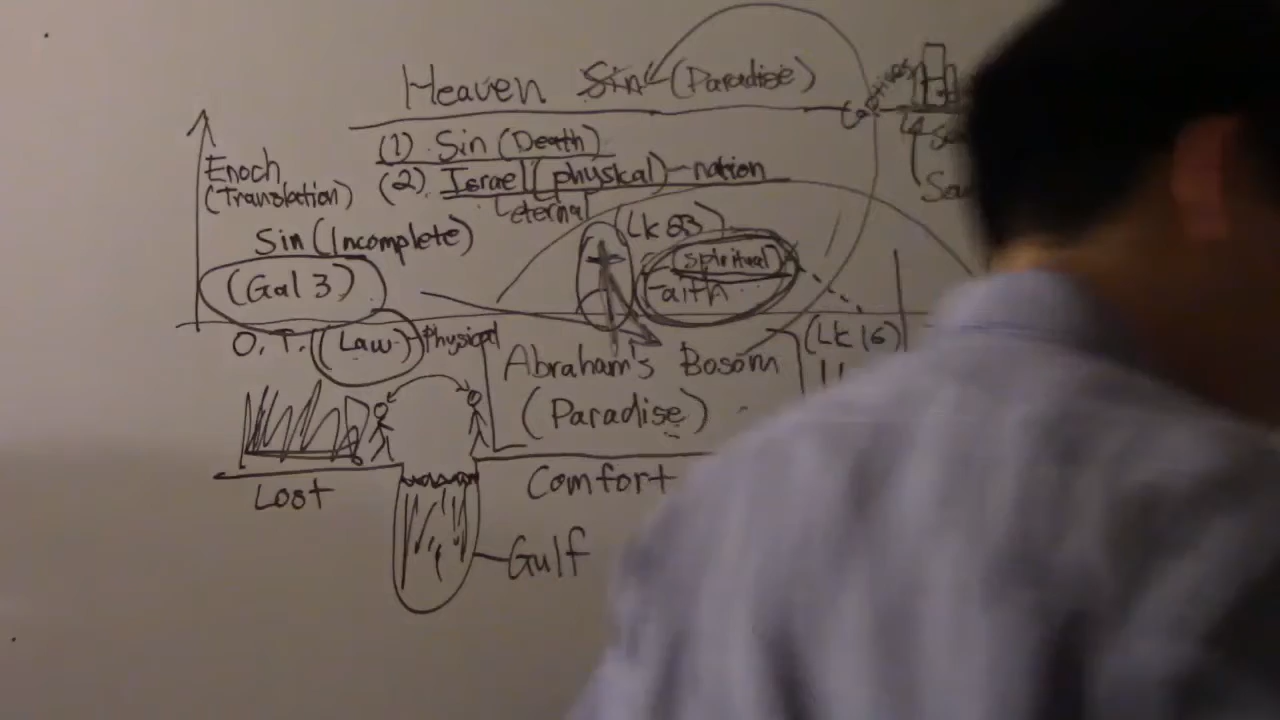 Heaven Sin (Paradise)
Captives
Enoch
(Translation)
(1) Sin (Death)
(2) Israel (physical) - nation
eternal
Sin (Incomplete)
(Lk 23)
(Gal 3)
spiritual
Faith
O.T. (Law) - Physical
(Lk 16)
Abraham's Bosom
(Paradise)
Lost
Comfort
Gulf